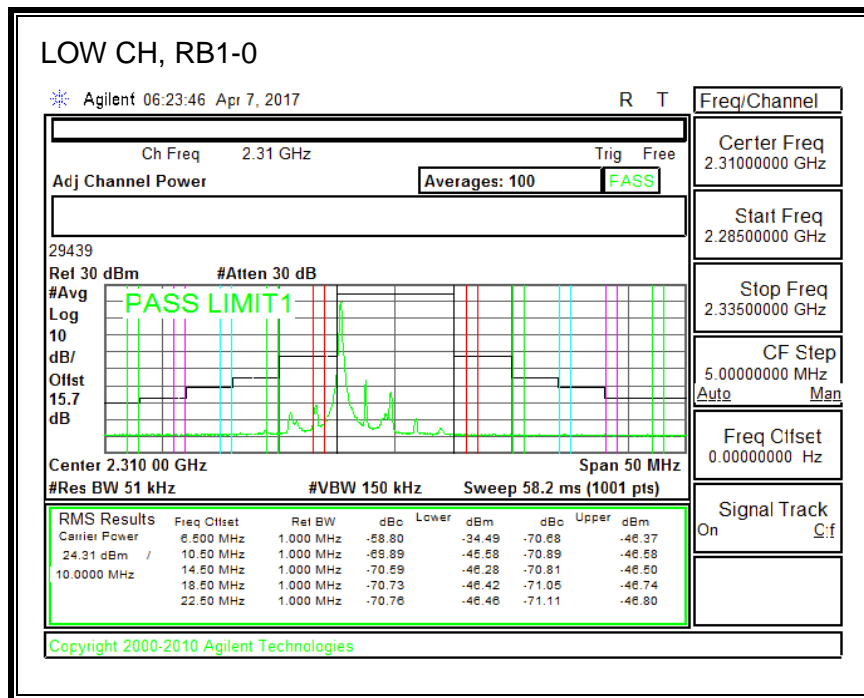 LOW CH, RB1-0
Agilent 06:23:46 Apr 7, 2017 R T
Freq/Channel
Ch Freq 2.31 GHz Trig Free
Adj Channel Power Averages: 100 PASS
Center Freq
2.31000000 GHz
Start Freq
2.28500000 GHz
Stop Freq
2.33500000 GHz
CF Step
5.00000000 MHz
Auto Man
Freq Offset
0.00000000 Hz
Signal Track
On Off
29439
Ref 30 dBm #Atten 30 dB
#Avg
Log
10
dB/
Offst
15.7
dB
PASS LIMIT1
Center 2.310 00 GHz Span 50 MHz
#Res BW 51 kHz #VBW 150 kHz Sweep 58.2 ms (1001 pts)
RMS Results Freq Offset Ref BW dBc Lower dBm dBc Upper dBm
Carrier Power 6.500 MHz 1.000 MHz -58.80 -34.49 -70.68 -46.37
24.31 dBm / 10.50 MHz 1.000 MHz -69.89 -45.58 -70.89 -46.58
10.0000 MHz 14.50 MHz 1.000 MHz -70.59 -46.28 -70.81 -46.50
18.50 MHz 1.000 MHz -70.73 -46.42 -71.05 -46.74
22.50 MHz 1.000 MHz -70.76 -46.46 -71.11 -46.80
Copyright 2000-2010 Agilent Technologies